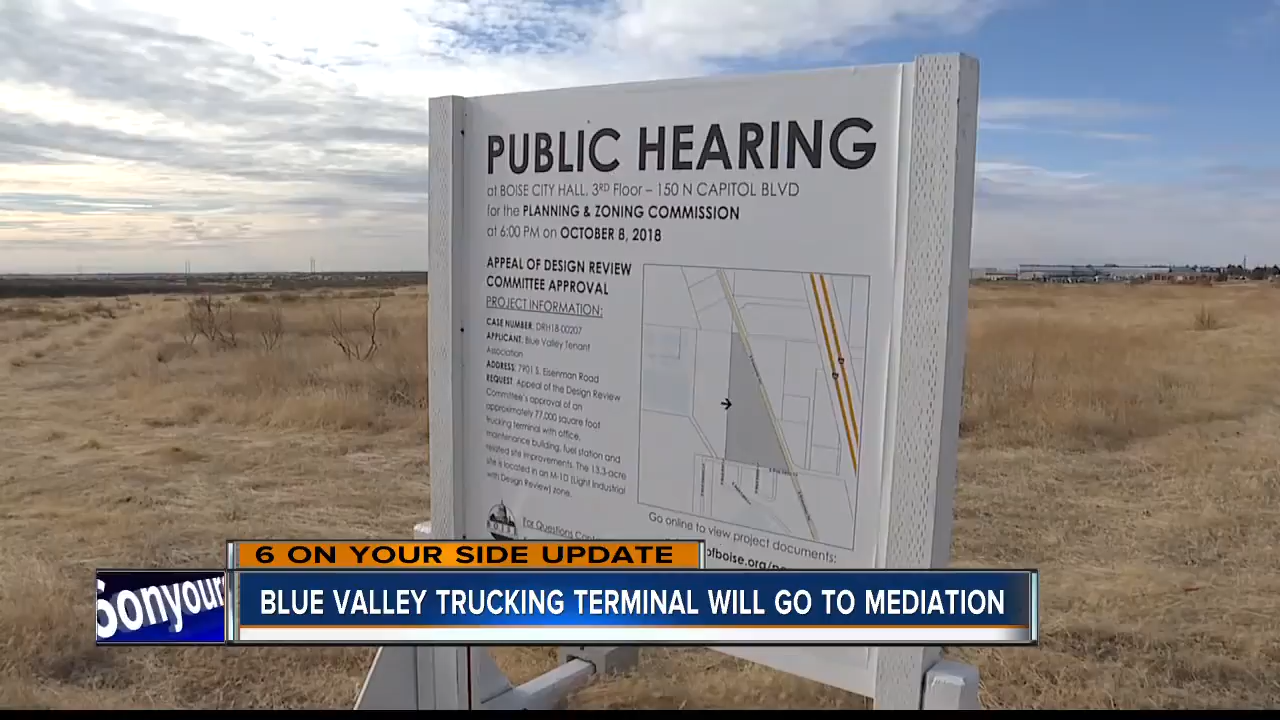 PUBLIC HEARING
at BOISE CITY HALL, 3RD Floor – 150 N CAPITOL BLVD
for the PLANNING & ZONING COMMISSION
at 6:00 PM on OCTOBER 8, 2018
APPEAL OF DESIGN REVIEW
COMMITTEE APPROVAL
PROJECT INFORMATION:
CASE NUMBER: DRH18-00207
APPLICANT: Blue Valley Tenant
Association
ADDRESS: 7901 S. Eisenman Road
REQUEST: Appeal of the Design Review
Committee's approval of an
approximately 77,000 square foot
trucking terminal with office,
maintenance building, fuel station and
related site improvements. The 13.3-acre
site is located in an M-1D (Light Industrial
with Design Review) zone.
For Questions
Go online to view project documents:
ofboise.org/
6 ON YOUR SIDE UPDATE
6onyour
BLUE VALLEY TRUCKING TERMINAL WILL GO TO MEDIATION